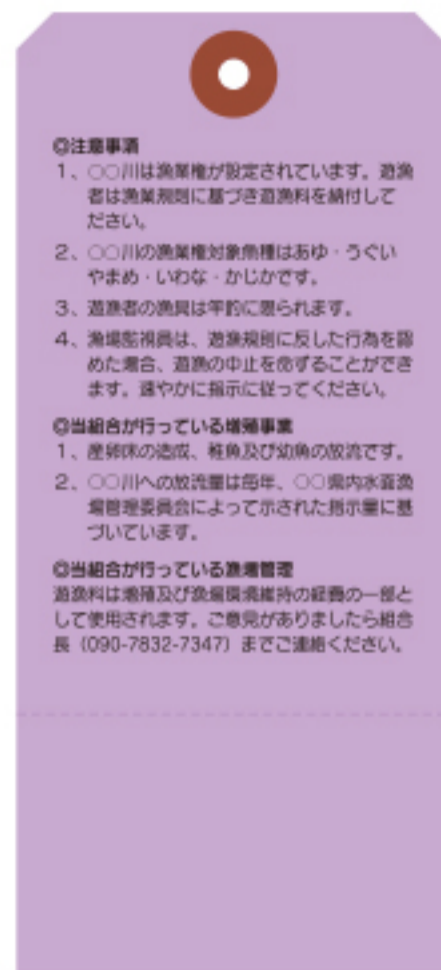 ◎注意事項
1、○○川は漁業権が設定されています。遊漁
者は漁業規則に基づき遊漁料を納付して
ださい。
2、○○川の漁業権対象魚種はあゆ・うぐい
やまめ・いわな・かじかです。
3、遊漁者の漁具は竿釣に限られます。
4、漁場監視員は、遊漁規則に反した行為を認
めた場合、遊漁の中止を命ずることができ
ます。速やかに指示に従ってください。
◎当組合が行っている増殖事業
1、産卵床の造成、稚魚及び幼魚の放流です。
2、○○川への放流量は毎年、○○県内水面漁
場管理委員会によって示された指示量に基
づいています。
◎当組合が行っている漁場管理
遊漁料は増殖及び漁場環境維持の経費の一部と
して使用されます。ご意見がありましたら組合
長（090-7832-7347）までご連絡ください。